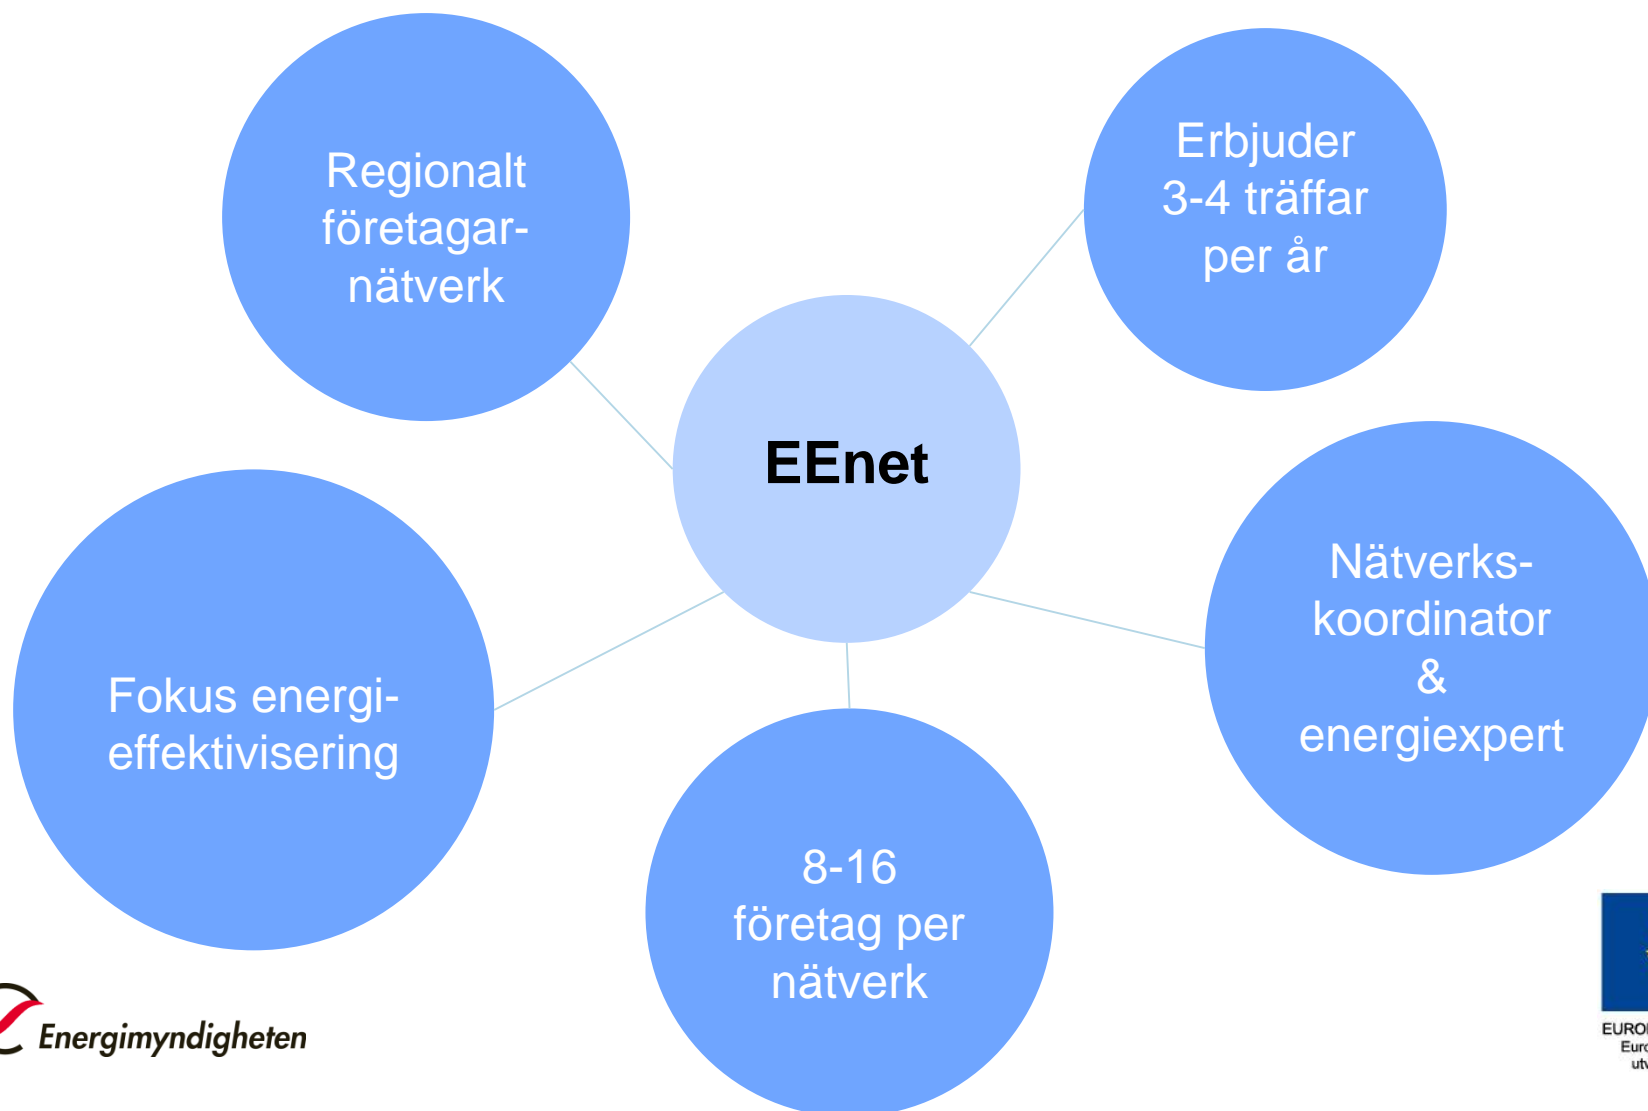 Regionalt
företagar-
nätverk
Erbjuder
3-4 träffar
per år
EEnet
Nätverks-
koordinator
&
energiexpert
Fokus energi-
effektivisering
8-16
företag per
nätverk
Energimyndigheten